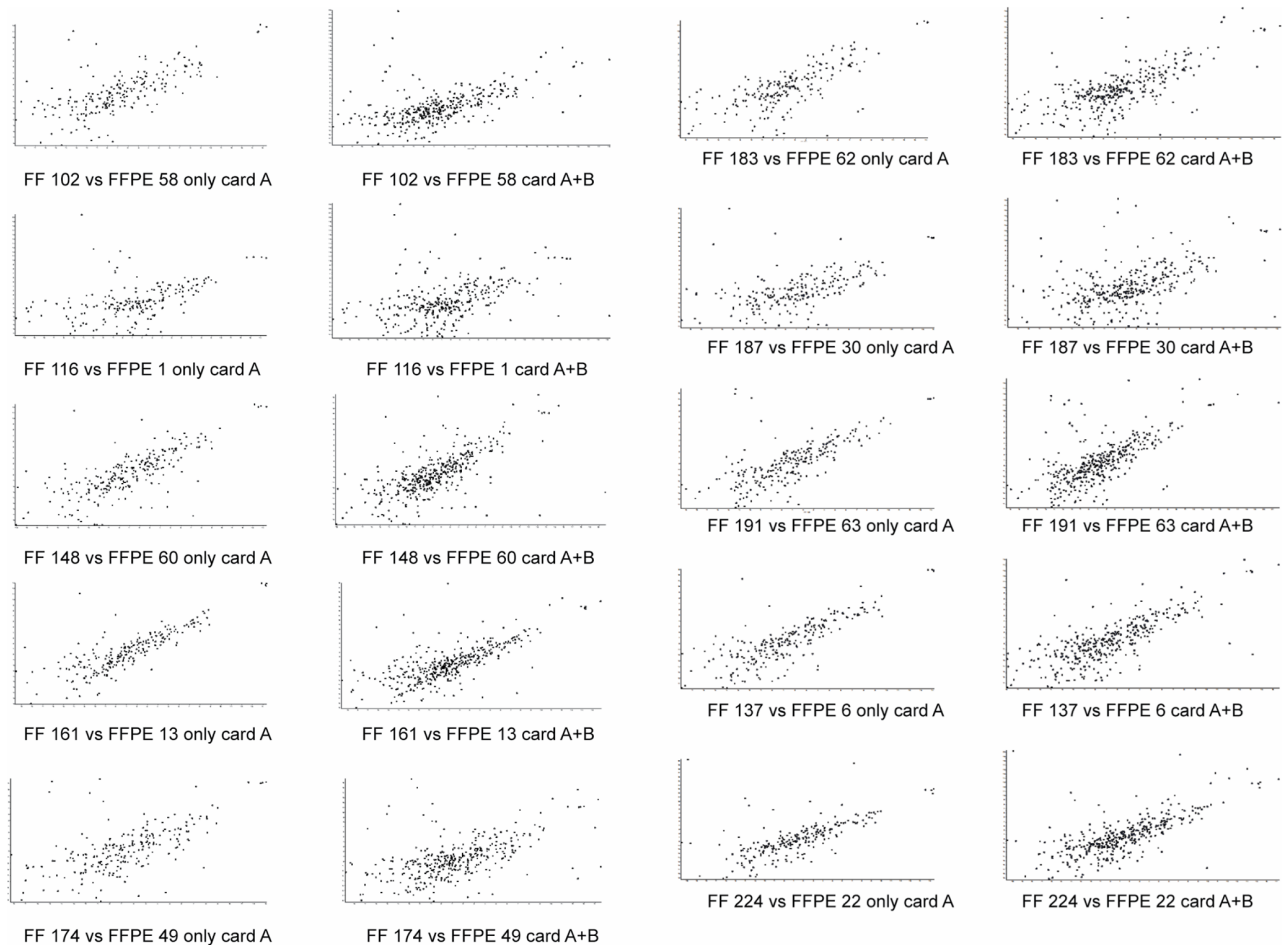 FF 102 vs FFPE 58 only card A
FF 102 vs FFPE 58 card A+B
FF 183 vs FFPE 62 only card A
FF 183 vs FFPE 62 card A+B
FF 116 vs FFPE 1 only card A
FF 116 vs FFPE 1 card A+B
FF 187 vs FFPE 30 only card A
FF 187 vs FFPE 30 card A+B
FF 148 vs FFPE 60 only card A
FF 148 vs FFPE 60 card A+B
FF 191 vs FFPE 63 only card A
FF 191 vs FFPE 63 card A+B
FF 161 vs FFPE 13 only card A
FF 161 vs FFPE 13 card A+B
FF 137 vs FFPE 6 only card A
FF 137 vs FFPE 6 card A+B
FF 174 vs FFPE 49 only card A
FF 174 vs FFPE 49 card A+B
FF 224 vs FFPE 22 only card A
FF 224 vs FFPE 22 card A+B